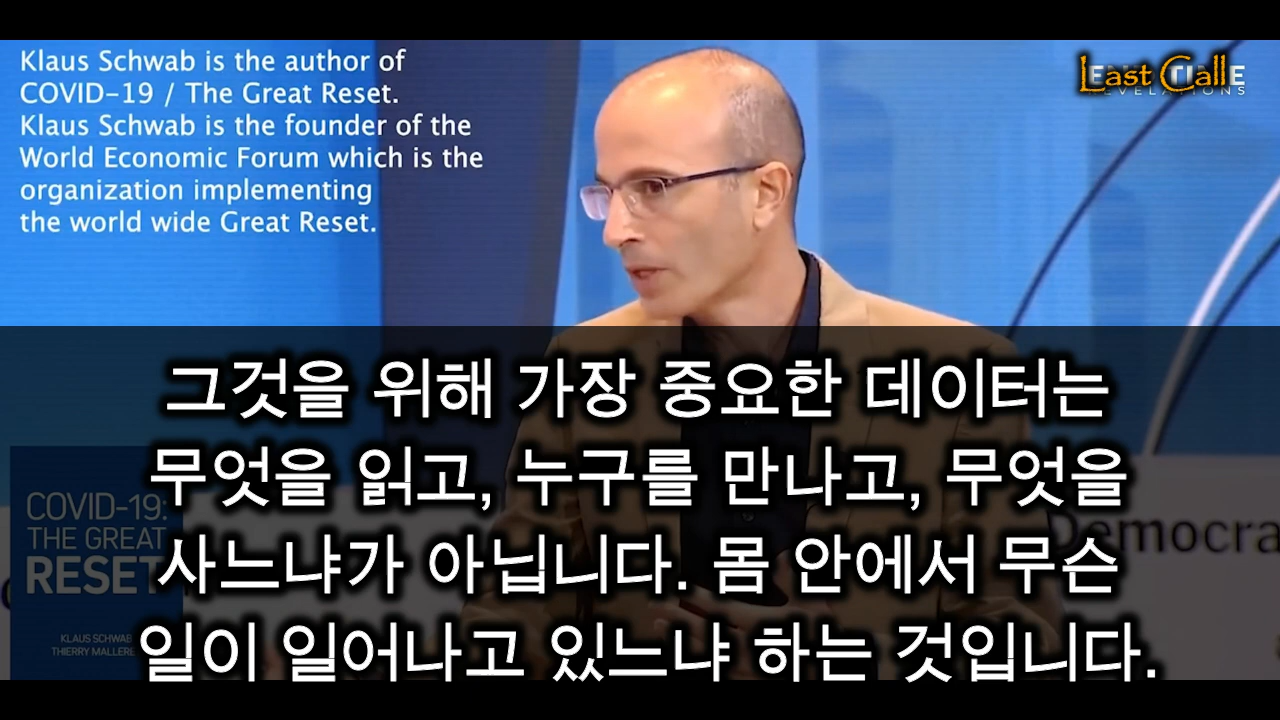 Klaus Schwab is the author of
COVID-19 / The Great Reset.
Klaus Schwab is the founder of the
World Economic Forum which is the
organization implementing
the world wide Great Reset.
Last Call
REVELATIONS
그것을 위해 가장 중요한 데이터는
무엇을 읽고, 누구를 만나고, 무엇을
사느냐가 아닙니다. 몸 안에서 무슨
일이 일어나고 있느냐 하는 것입니다.
COVID-19:
THE GREAT
RESET
KLAUS SCHWAB
THIERRY
Democra